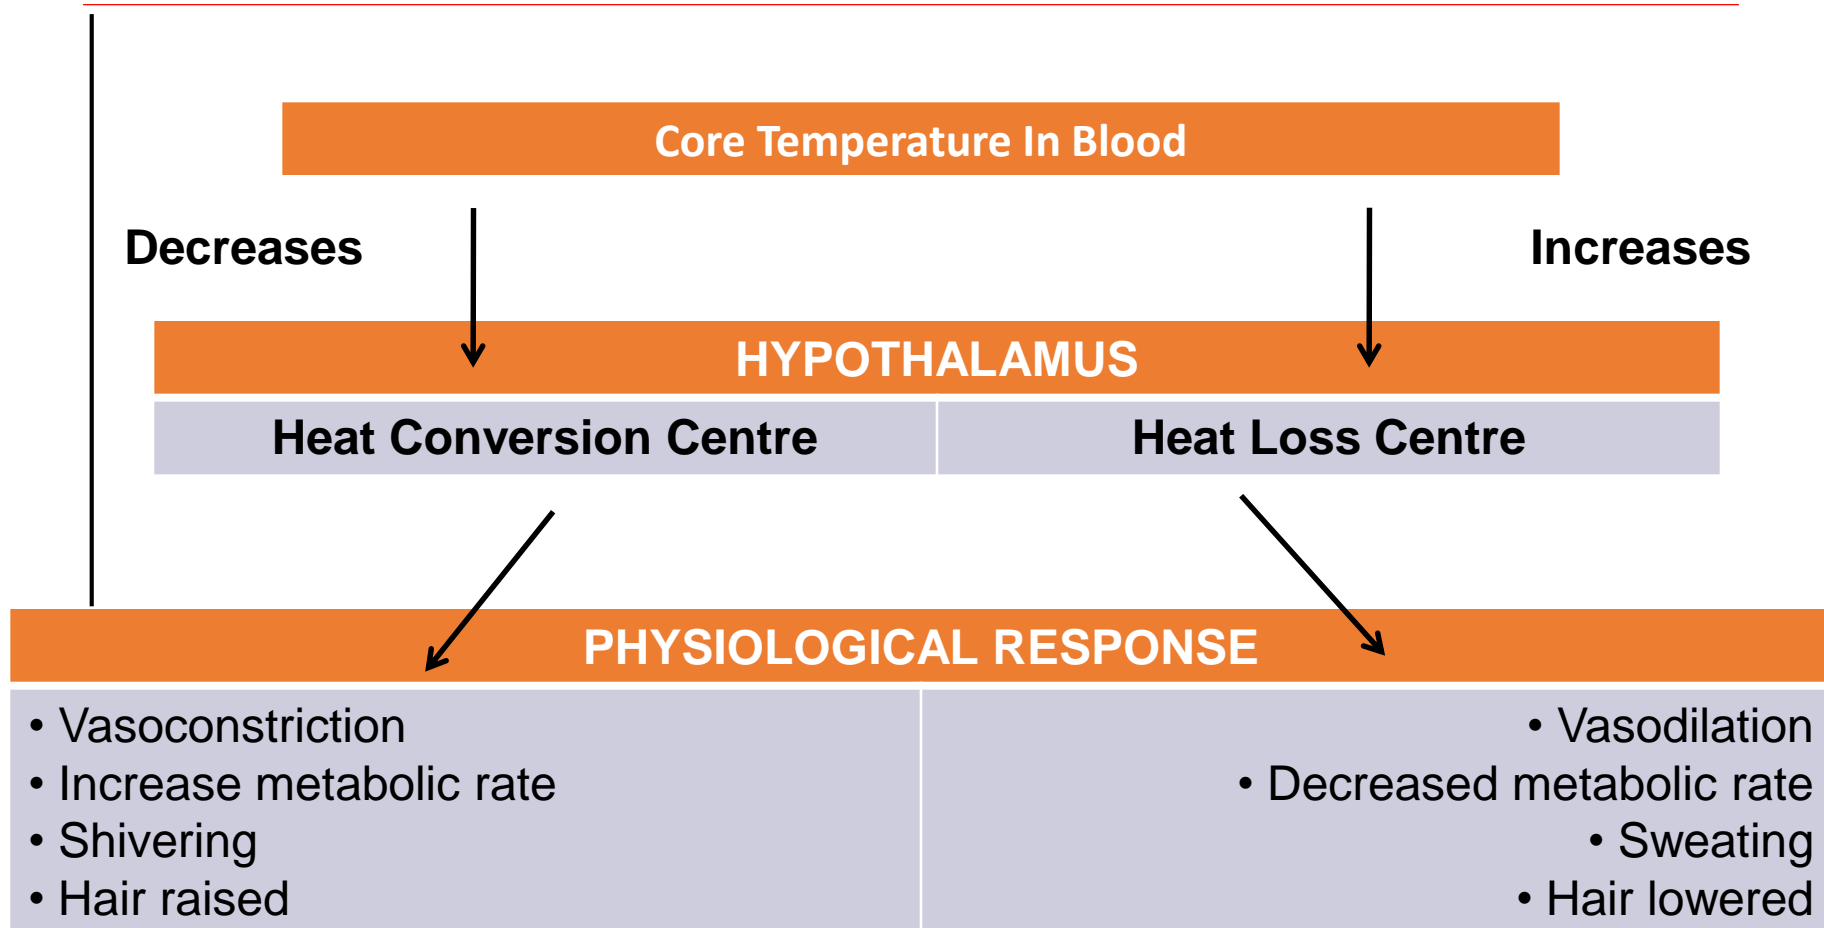 Core Temperature In Blood
Decreases
Increases
HYPOTHALAMUS
Heat Conversion Centre
Heat Loss Centre
PHYSIOLOGICAL RESPONSE
• Vasoconstriction
• Increase metabolic rate
• Shivering
• Hair raised
• Vasodilation
• Decreased metabolic rate
• Sweating
• Hair lowered